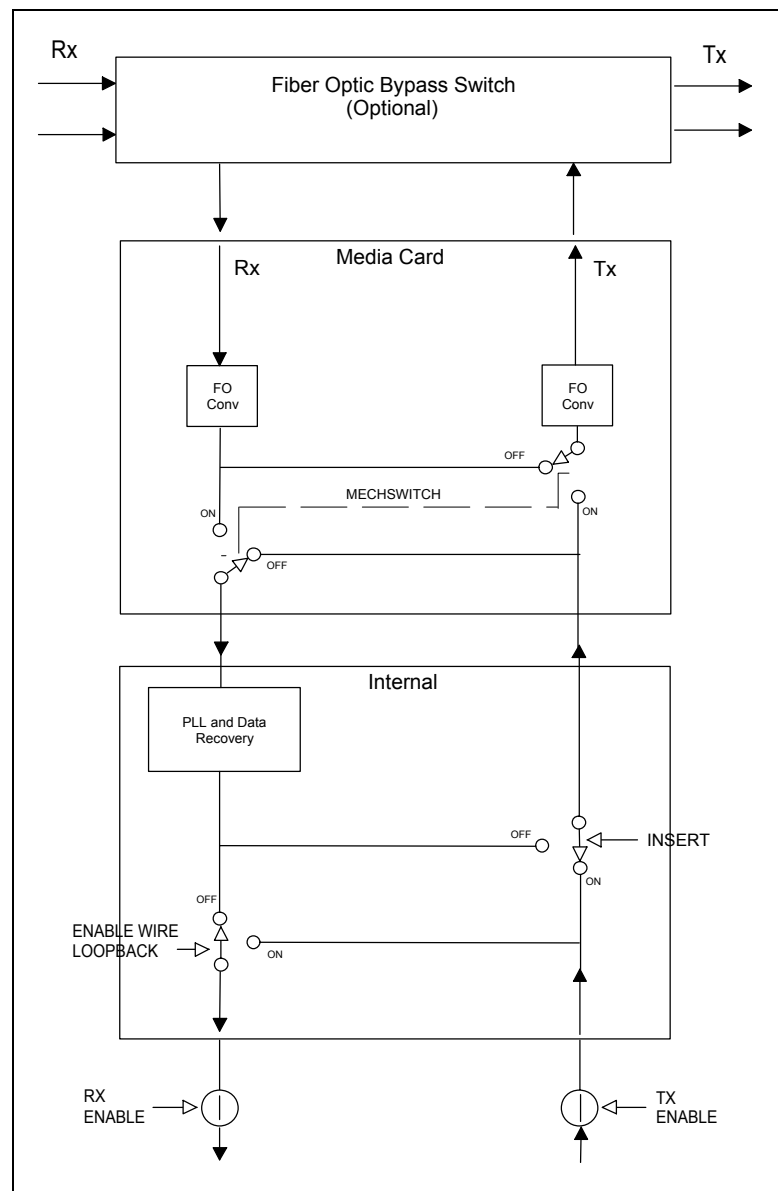 Rx
Tx
Fiber Optic Bypass Switch
(Optional)
Media Card
Rx
Tx
FO
Conv
FO
Conv
OFF
MECHSWITCH
ON
ON
OFF
Internal
PLL and Data
Recovery
OFF
INSERT
ON
OFF
ENABLE WIRE
LOOPBACK
ON
RX
ENABLE
TX
ENABLE